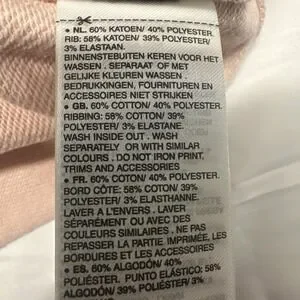 • NL. 60% KATOEN/ 40% POLYESTER.
RIB: 58% KATOEN/ 39% POLYESTER/
3% ELASTAAN.
BINNENSTEBUITEN KEREN VOOR HET
WASSEN . SEPARAAT OF MET
GELIJKE KLEUREN WASSEN .
BEDRUKKINGEN, FOURNITUREN EN
ACCESSOIRES NIET STRIJKEN
• GB. 60% COTTON/ 40% POLYESTER.
RIBBING: 58% COTTON/ 39%
POLYESTER/ 3% ELASTANE.
WASH INSIDE OUT . WASH
SEPARATELY OR WITH SIMILAR
COLOURS . DO NOT IRON PRINT,
TRIMS AND ACCESSORIES
• FR. 60% COTON/ 40% POLYESTER.
BORD CÔTE: 58% COTON/ 39%
POLYESTER/ 3% ELASTHANNE.
LAVER A L'ENVERS . LAVER
SÉPARÉMENT OU AVEC DES
COULEURS SIMILAIRES . NE PAS
REPASSER LA PARTIE IMPRIMÉE, LES
BORDURES ET LES ACCESSOIRES
• ES. 60% ALGODÓN/ 40%
POLIÉSTER. PUNTO ELÁSTICO: 58%
ALGODÓN/ 39% POLIÉSTER/ 3%